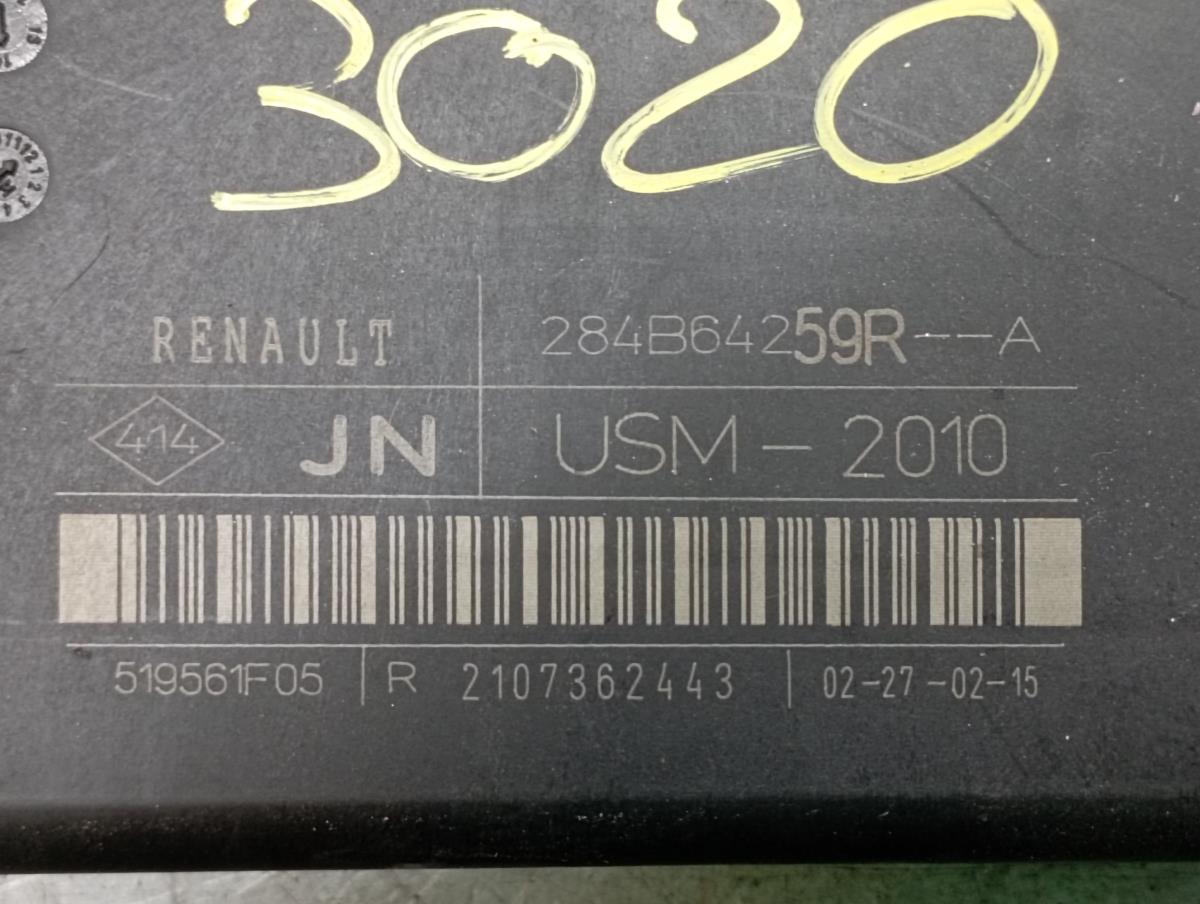 3020
RENAULT 284B64259R---A
414 JN USM-2010
519561F05 R 2107362443 02-27-02-15